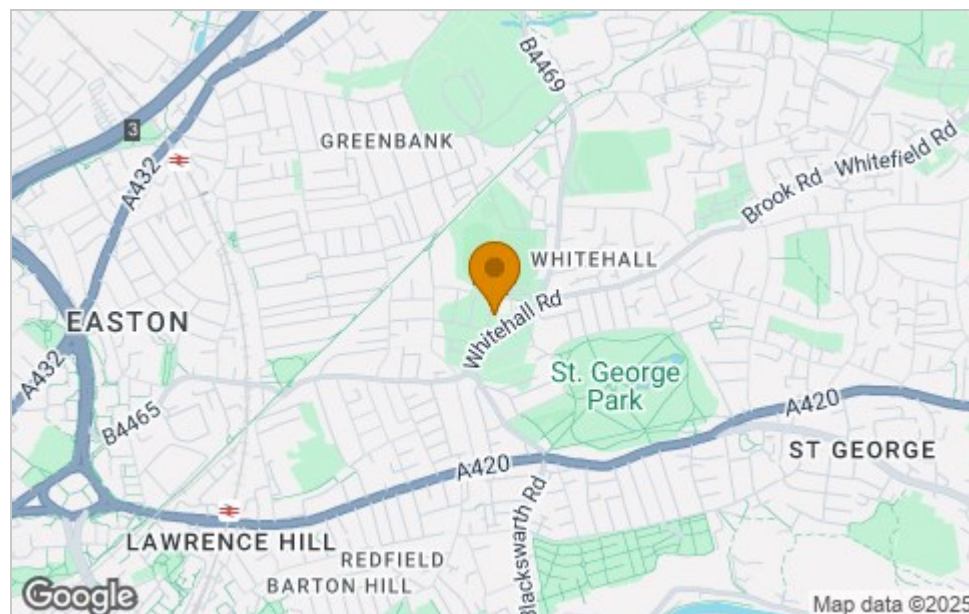 B4469
3
A432
GREENBANK
Brook Rd
Whitefield Rd
WHITEHALL
EASTON
Whitehall Rd
A432
St. George
Park
A420
B4465
ST GEORGE
A420
Blackswarth Rd
LAWRENCE HILL
REDFIELD
BARTON HILL
Google
Map data ©2025